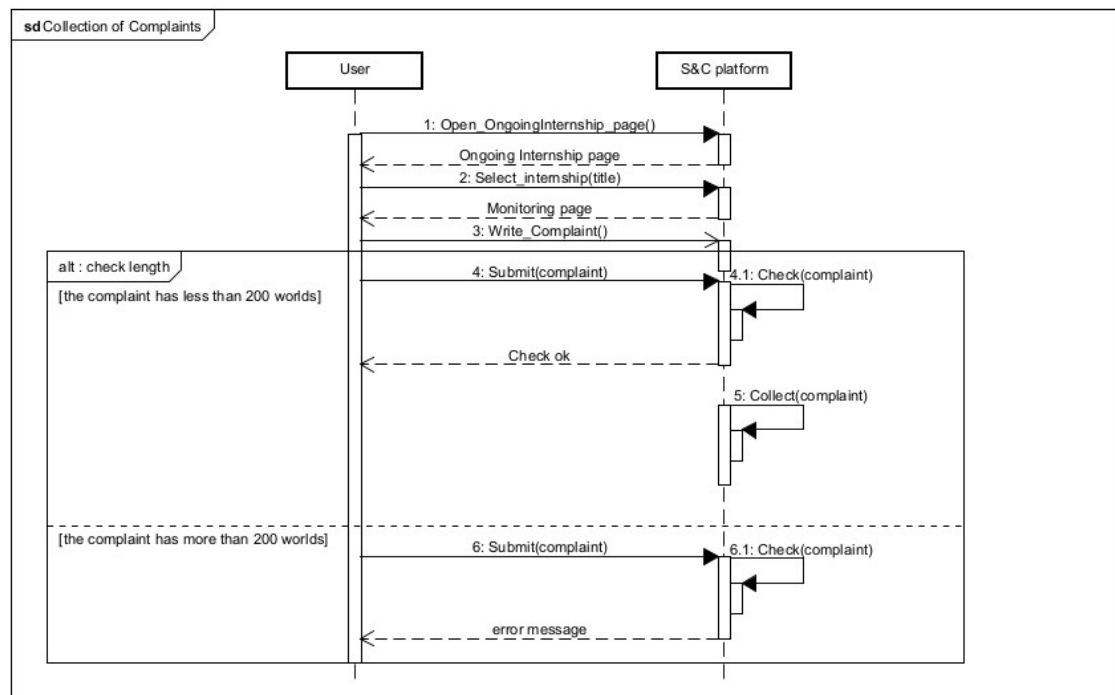 sd Collection of Complaints
User
S&C platform
1: Open_OngoingInternship_page()
Ongoing Internship page
2: Select_internship(title)
Monitoring page
3: Write_Complaint()
alt : check length
[the complaint has less than 200 worlds]
4: Submit(complaint)
4.1: Check(complaint)
Check ok
5: Collect(complaint)
[the complaint has more than 200 worlds]
6: Submit(complaint)
6.1: Check(complaint)
error message